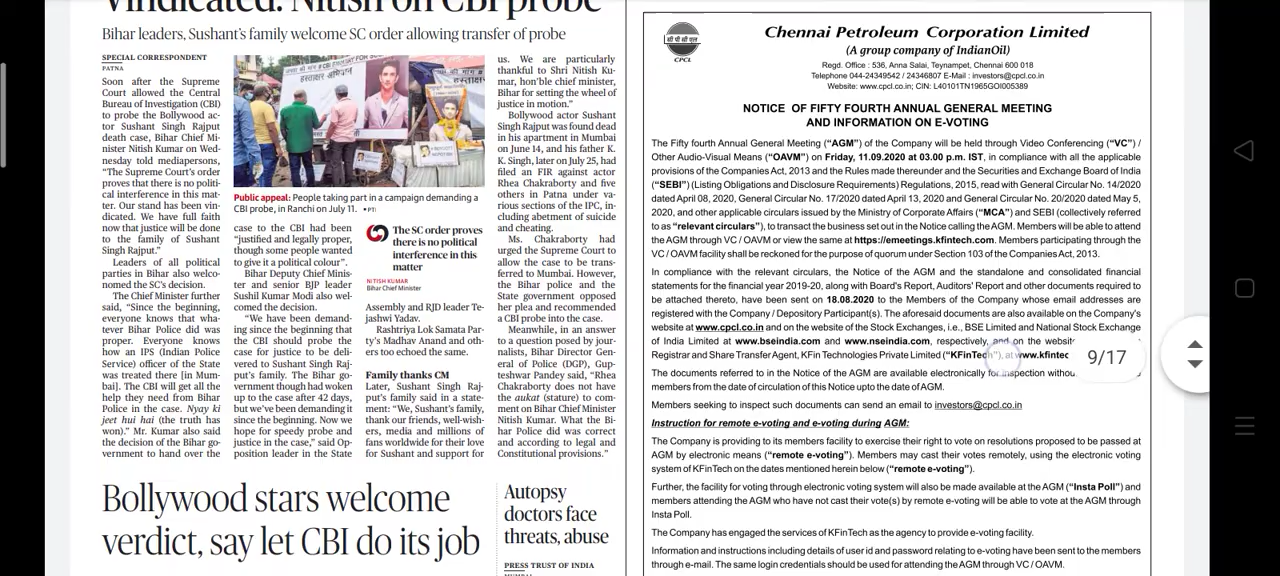 Vindicated: Nitish on CBI probe
Bihar leaders, Sushant's family welcome SC order allowing transfer of probe
SPECIAL CORRESPONDENT
PATNA
Soon after the Supreme
Court allowed the Central
Bureau of Investigation (CBI)
to probe the Bollywood ac-
tor Sushant Singh Rajput
death case, Bihar Chief Mi-
nister Nitish Kumar on Wed-
nesday told mediapersons,
“The Supreme Court's order
proves that there is no politi-
cal interference in this mat-
ter. Our stand has been vin-
dicated. We have full faith
now that justice will be done
to the family of Sushant
Singh Rajput.”
Leaders of all political
parties in Bihar also welco-
nomed the SC's decision.
The Chief Minister further
said, “Since the beginning,
everyone knows that wha-
tever Bihar Police did was
proper. Everyone knows
how an IPS (Indian Police
Service) officer of the State
was treated there [in Mum-
bai]. The CBI will get all the
help they need from Bihar
Police in the case. Nyay ki
jeet hui hai (the truth has
won).” Mr. Kumar also said
the decision of the Bihar go-
vernment to hand over the
Public appeal: People taking part in a campaign demanding a
CBI probe, in Ranchi on July 11. ▪PTI
case to the CBI had been
“justified and legally proper,
though some people wanted
to give it a political colour”.
Bihar Deputy Chief Minis-
ter and senior BJP leader
Sushil Kumar Modi also wel-
comed the decision.
“We have been demand-
ing since the beginning that
the CBI should probe the
case for justice to be deli-
vered to Sushant Singh Raj-
put's family. The Bihar go-
vernment though had woken
up to the case after 42 days,
but we've been demanding it
since the beginning. Now we
hope for speedy probe and
justice in the case,” said Op-
position leader in the State
The SC order proves
there is no political
interference in this
matter
NITISH KUMAR
Bihar Chief Minister
Assembly and RJD leader Te-
jashwi Yadav.
Rashtriya Lok Samata Par-
ty's Madhav Anand and oth-
ers too echoed the same.
Family thanks CM
Later, Sushant Singh Raj-
put's family said in a state-
ment: “We, Sushant's family,
thank our friends, well-wish-
ers, media and millions of
fans worldwide for their love
for Sushant and support for
us. We are particularly
thankful to Shri Nitish Ku-
mar, hon'ble chief minister,
Bihar for setting the wheel of
justice in motion.”
Bollywood actor Sushant
Singh Rajput was found dead
in his apartment in Mumbai
on June 14, and his father K.
K. Singh, later on July 25, had
filed an FIR against actor
Rhea Chakraborty and five
others in Patna under va-
rious sections of the IPC, in-
cluding abetment of suicide
and cheating.
Ms. Chakraborty had
urged the Supreme Court to
allow the case to be trans-
ferred to Mumbai. However,
the Bihar police and the
State government opposed
her plea and recommended
a CBI probe into the case.
Meanwhile, in an answer
to a question posed by jour-
nalists, Bihar Director Gen-
eral of Police (DGP), Gup-
teshwar Pandey said, “Rhea
Chakraborty does not have
the aukat (stature) to com-
ment on Bihar Chief Minister
Nitish Kumar. What the Bi-
har Police did was correct
and according to legal and
Constitutional provisions.”
Bollywood stars welcome
verdict, say let CBI do its job
Autopsy
doctors face
threats, abuse
PRESS TRUST OF INDIA
सी पी सी एल
CPCL
Chennai Petroleum Corporation Limited
(A group company of IndianOil)
Regd. Office : 536, Anna Salai, Teynampet, Chennai 600 018
Telephone 044-24349542 / 24346807 E-Mail : investors@cpcl.co.in
Website: www.cpcl.co.in; CIN: L40101TN1965GOI005389
NOTICE OF FIFTY FOURTH ANNUAL GENERAL MEETING
AND INFORMATION ON E-VOTING
The Fifty fourth Annual General Meeting (“AGM”) of the Company will be held through Video Conferencing (“VC”) /
Other Audio-Visual Means (“OAVM”) on Friday, 11.09.2020 at 03.00 p.m. IST, in compliance with all the applicable
provisions of the Companies Act, 2013 and the Rules made thereunder and the Securities and Exchange Board of India
(“SEBI”) (Listing Obligations and Disclosure Requirements) Regulations, 2015, read with General Circular No. 14/2020
dated April 08, 2020, General Circular No. 17/2020 dated April 13, 2020 and General Circular No. 20/2020 dated May 5,
2020, and other applicable circulars issued by the Ministry of Corporate Affairs (“MCA”) and SEBI (collectively referred
to as “relevant circulars”), to transact the business set out in the Notice calling the AGM. Members will be able to attend
the AGM through VC / OAVM or view the same at https://emeetings.kfintech.com. Members participating through the
VC / OAVM facility shall be reckoned for the purpose of quorum under Section 103 of the Companies Act, 2013.
In compliance with the relevant circulars, the Notice of the AGM and the standalone and consolidated financial
statements for the financial year 2019-20, along with Board's Report, Auditors' Report and other documents required to
be attached thereto, have been sent on 18.08.2020 to the Members of the Company whose email addresses are
registered with the Company / Depository Participant(s). The aforesaid documents are also available on the Company's
website at www.cpcl.co.in and on the website of the Stock Exchanges, i.e., BSE Limited and National Stock Exchange
of India Limited at www.bseindia.com and www.nseindia.com, respectively, and on the website
Registrar and Share Transfer Agent, KFin Technologies Private Limited (“KFinTech”), at www.kfintec
The documents referred to in the Notice of the AGM are available electronically for inspection withou
members from the date of circulation of this Notice upto the date of AGM.
Members seeking to inspect such documents can send an email to investors@cpcl.co.in
Instruction for remote e-voting and e-voting during AGM:
The Company is providing to its members facility to exercise their right to vote on resolutions proposed to be passed at
AGM by electronic means (“remote e-voting”). Members may cast their votes remotely, using the electronic voting
system of KFinTech on the dates mentioned herein below (“remote e-voting”).
Further, the facility for voting through electronic voting system will also be made available at the AGM (“Insta Poll”) and
members attending the AGM who have not cast their vote(s) by remote e-voting will be able to vote at the AGM through
Insta Poll.
The Company has engaged the services of KFinTech as the agency to provide e-voting facility.
Information and instructions including details of user id and password relating to e-voting have been sent to the members
through e-mail. The same login credentials should be used for attending the AGM through VC / OAVM.
9/17